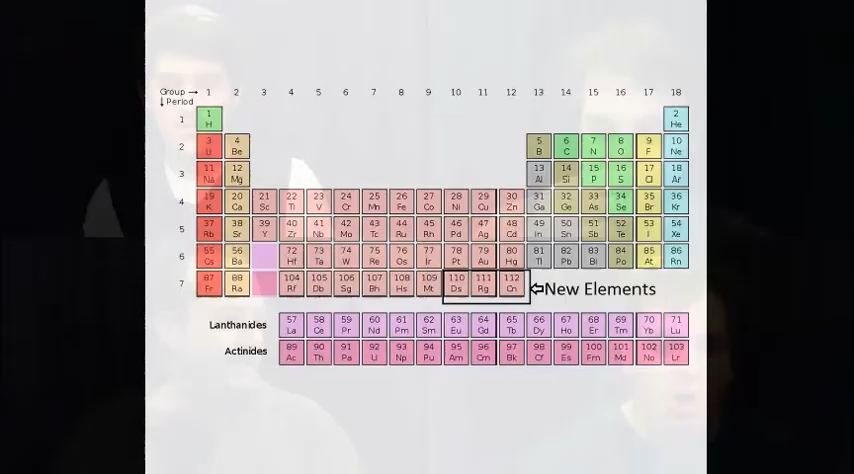 Group → 1 2 3 4 5 6 7 8 9 10 11 12 13 14 15 16 17 18
↓ Period
1 1 H 2 He
2 3 Li 4 Be 5 B 6 C 7 N 8 O 9 F 10 Ne
3 11 Na 12 Mg 13 Al 14 Si 15 P 16 S 17 Cl 18 Ar
4 19 K 20 Ca 21 Sc 22 Ti 23 V 24 Cr 25 Mn 26 Fe 27 Co 28 Ni 29 Cu 30 Zn 31 Ga 32 Ge 33 As 34 Se 35 Br 36 Kr
5 37 Rb 38 Sr 39 Y 40 Zr 41 Nb 42 Mo 43 Tc 44 Ru 45 Rh 46 Pd 47 Ag 48 Cd 49 In 50 Sn 51 Sb 52 Te 53 I 54 Xe
6 55 Cs 56 Ba 72 Hf 73 Ta 74 W 75 Re 76 Os 77 Ir 78 Pt 79 Au 80 Hg 81 Tl 82 Pb 83 Bi 84 Po 85 At 86 Rn
7 87 Fr 88 Ra 104 Rf 105 Db 106 Sg 107 Bh 108 Hs 109 Mt 110 Ds 111 Rg 112 Cn ⇦New Elements
Lanthanides 57 La 58 Ce 59 Pr 60 Nd 61 Pm 62 Sm 63 Eu 64 Gd 65 Tb 66 Dy 67 Ho 68 Er 69 Tm 70 Yb 71 Lu
Actinides 89 Ac 90 Th 91 Pa 92 U 93 Np 94 Pu 95 Am 96 Cm 97 Bk 98 Cf 99 Es 100 Fm 101 Md 102 No 103 Lr